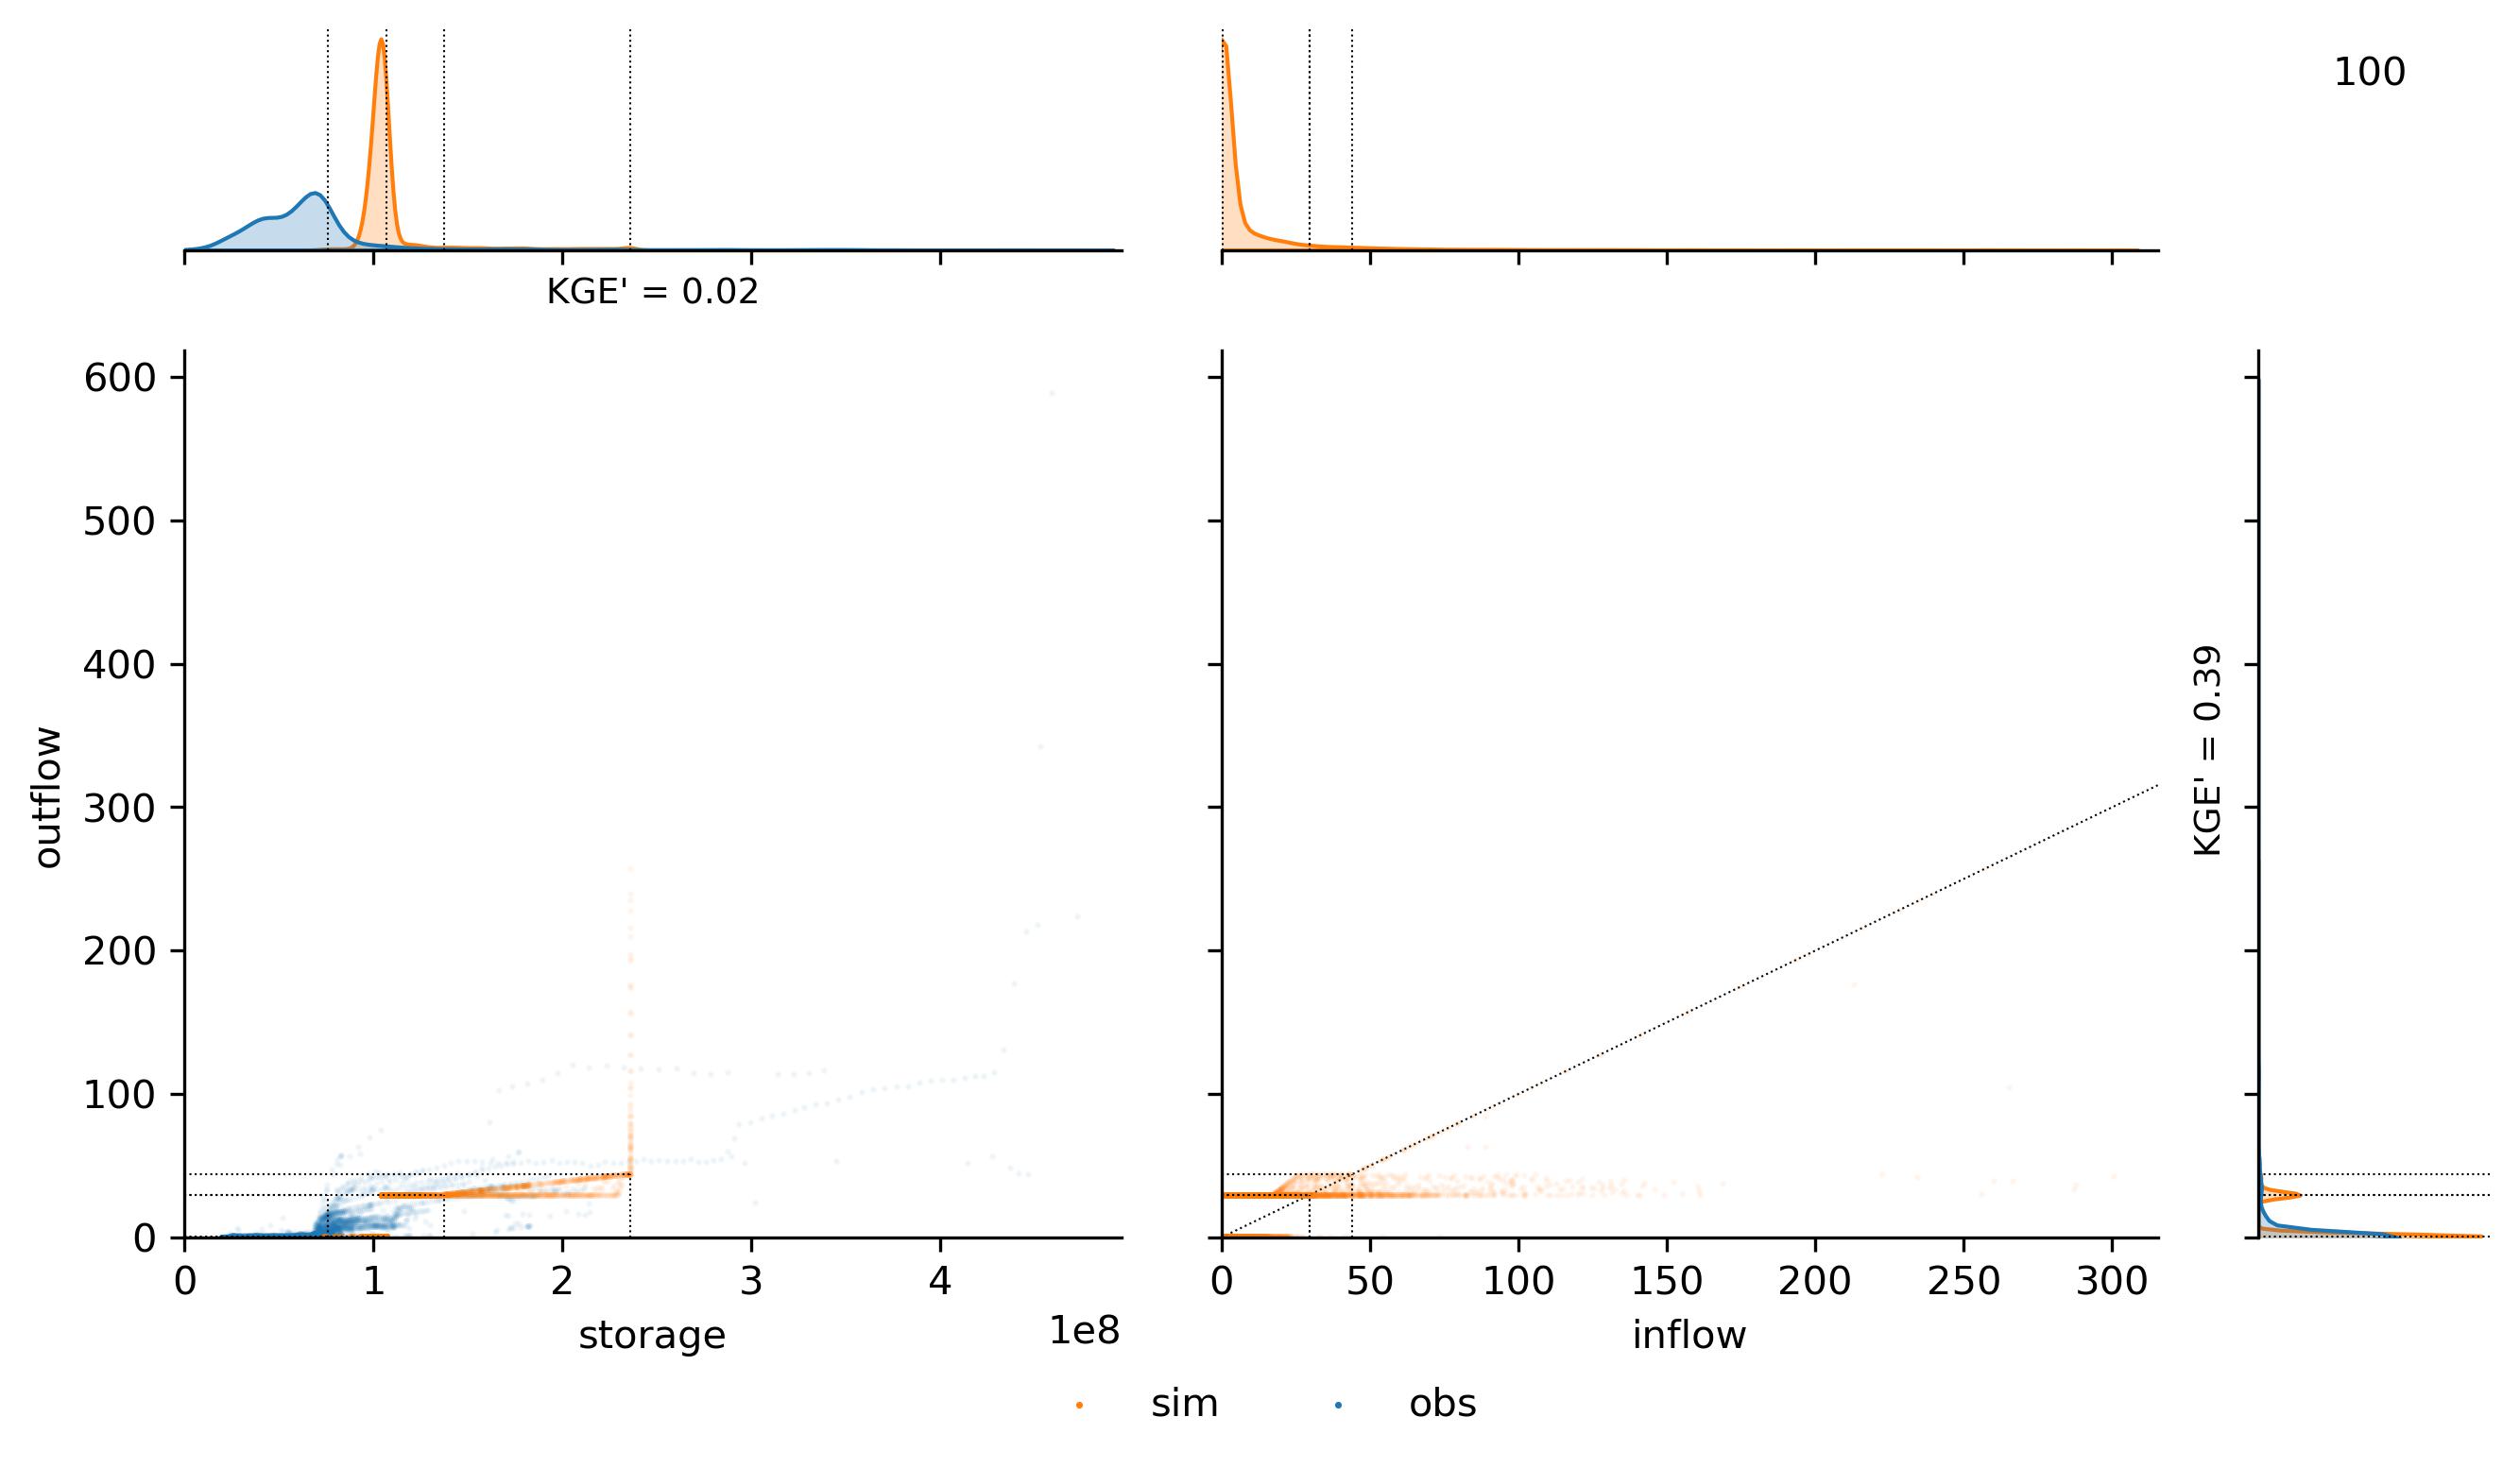 100
KGE' = 0.02
600
500
400
300
200
100
0
outflow
0 1 2 3 4
storage
1e8
KGE' = 0.39
0 50 100 150 200 250 300
inflow
sim obs